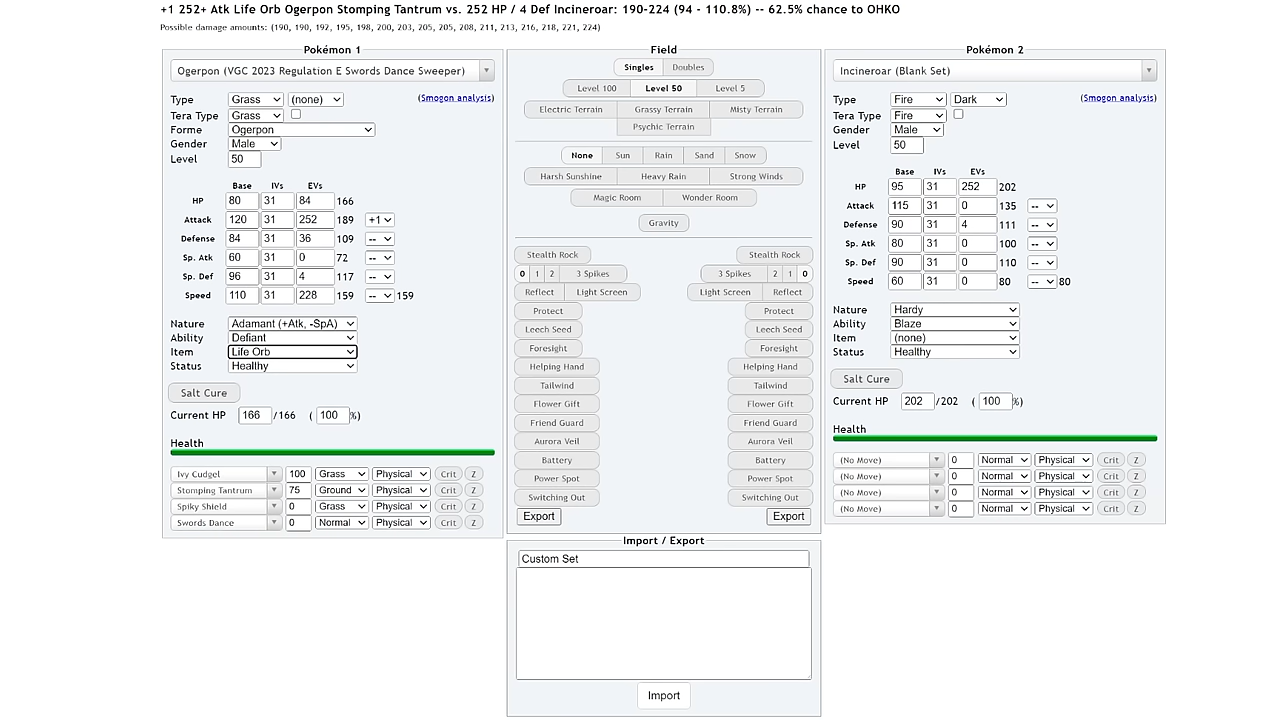 +1 252+ Atk Life Orb Ogerpon Stomping Tantrum vs. 252 HP / 4 Def Incineroar: 190-224 (94 - 110.8%) -- 62.5% chance to OHKO
Possible damage amounts: (190, 190, 192, 195, 198, 200, 203, 205, 205, 208, 211, 213, 216, 218, 221, 224)
Pokémon 1
Ogerpon (VGC 2023 Regulation E Swords Dance Sweeper)
Type Grass (none) (Smogon analysis)
Tera Type Grass
Forme Ogerpon
Gender Male
Level 50
Base IVs EVs
HP 80 31 84 166
Attack 120 31 252 189 +1
Defense 84 31 36 109 --
Sp. Atk 60 31 0 72 --
Sp. Def 96 31 4 117 --
Speed 110 31 228 159 -- 159
Nature Adamant (+Atk, -SpA)
Ability Defiant
Item Life Orb
Status Healthy
Salt Cure
Current HP 166 /166 ( 100 %)
Health
Ivy Cudgel 100 Grass Physical Crit Z
Stomping Tantrum 75 Ground Physical Crit Z
Spiky Shield 0 Grass Physical Crit Z
Swords Dance 0 Normal Physical Crit Z
Field
Singles Doubles
Level 100 Level 50 Level 5
Electric Terrain Grassy Terrain Misty Terrain
Psychic Terrain
None Sun Rain Sand Snow
Harsh Sunshine Heavy Rain Strong Winds
Magic Room Wonder Room
Gravity
Stealth Rock Stealth Rock
0 1 2 3 Spikes 3 Spikes 2 1 0
Reflect Light Screen Light Screen Reflect
Protect Protect
Leech Seed Leech Seed
Foresight Foresight
Helping Hand Helping Hand
Tailwind Tailwind
Flower Gift Flower Gift
Friend Guard Friend Guard
Aurora Veil Aurora Veil
Battery Battery
Power Spot Power Spot
Switching Out Switching Out
Export Export
Import / Export
Custom Set
Import
Pokémon 2
Incineroar (Blank Set)
Type Fire Dark (Smogon analysis)
Tera Type Fire
Gender Male
Level 50
Base IVs EVs
HP 95 31 252 202
Attack 115 31 0 135 --
Defense 90 31 4 111 --
Sp. Atk 80 31 0 100 --
Sp. Def 90 31 0 110 --
Speed 60 31 0 80 -- 80
Nature Hardy
Ability Blaze
Item (none)
Status Healthy
Salt Cure
Current HP 202 /202 ( 100 %)
Health
(No Move) 0 Normal Physical Crit Z
(No Move) 0 Normal Physical Crit Z
(No Move) 0 Normal Physical Crit Z
(No Move) 0 Normal Physical Crit Z